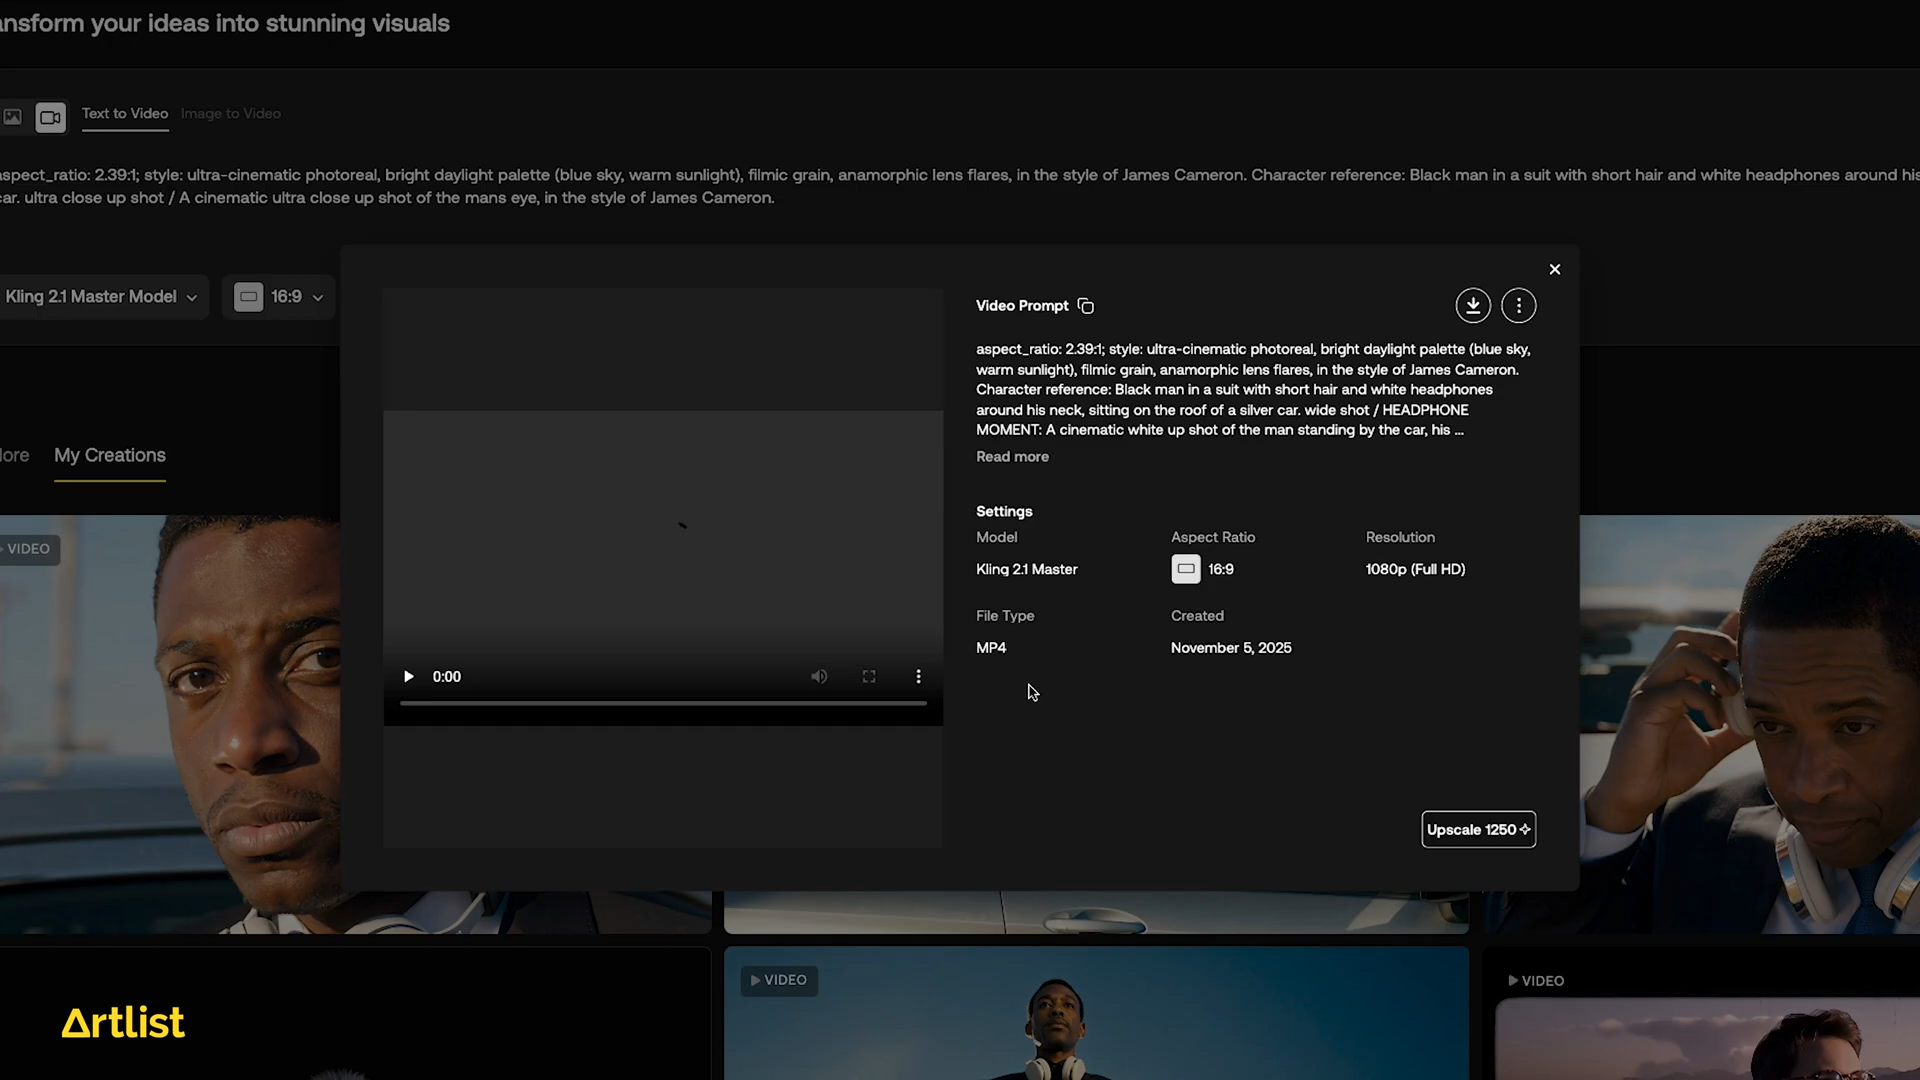 ansform your ideas into stunning visuals
Text to Video Image to Video
aspect_ratio: 2.39:1; style: ultra-cinematic photoreal, bright daylight palette (blue sky, warm sunlight), filmic grain, anamorphic lens flares, in the style of James Cameron. Character reference: Black man in a suit with short hair and white headphones around his
car. ultra close up shot / A cinematic ultra close up shot of the mans eye, in the style of James Cameron.
Kling 2.1 Master Model 16:9
Video Prompt
aspect_ratio: 2.39:1; style: ultra-cinematic photoreal, bright daylight palette (blue sky,
warm sunlight), filmic grain, anamorphic lens flares, in the style of James Cameron.
Character reference: Black man in a suit with short hair and white headphones
around his neck, sitting on the roof of a silver car. wide shot / HEADPHONE
MOMENT: A cinematic white up shot of the man standing by the car, his ...
Read more
Settings
Model Aspect Ratio Resolution
Kling 2.1 Master 16:9 1080p (Full HD)
File Type Created
MP4 November 5, 2025
0:00
Upscale 1250
lore My Creations
VIDEO
VIDEO
VIDEO
Artlist